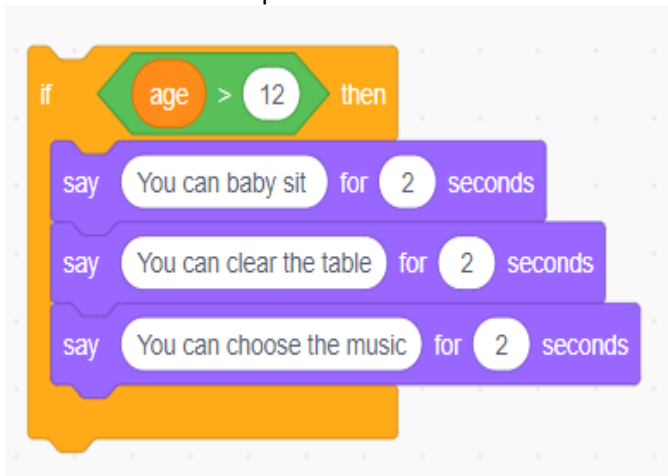 if age > 12 then
say You can baby sit for 2 seconds
say You can clear the table for 2 seconds
say You can choose the music for 2 seconds